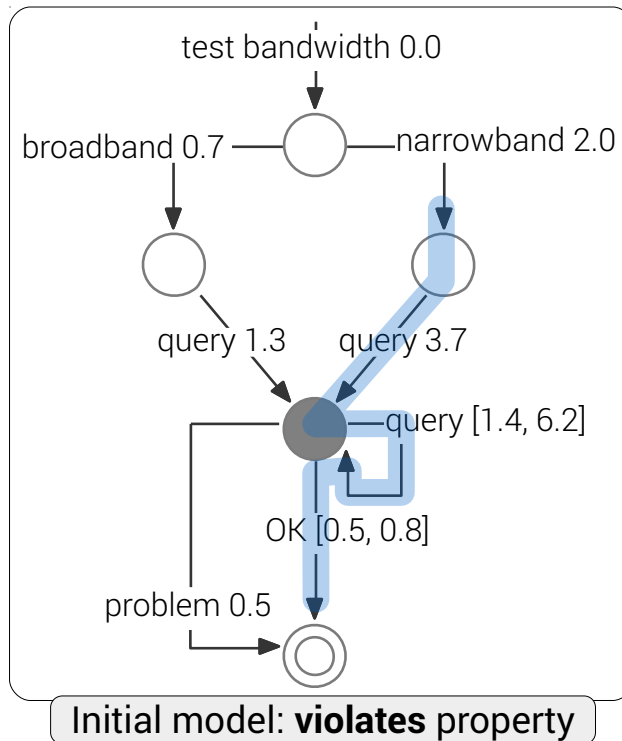 test bandwidth 0.0
broadband 0.7
narrowband 2.0
query 1.3
query 3.7
query [1.4, 6.2]
OK [0.5, 0.8]
problem 0.5
Initial model: violates property